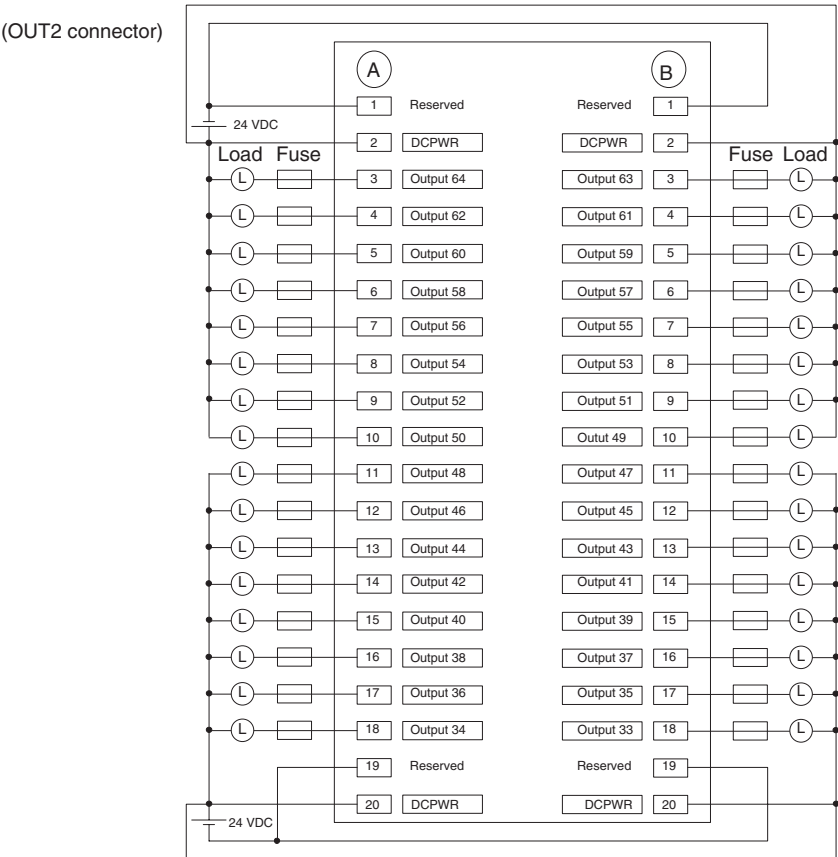 (OUT2 connector)
A B
1 Reserved Reserved 1
24 VDC
2 DCPWR DCPWR 2
Load Fuse Fuse Load
L 3 Output 64 Output 63 3 L
L 4 Output 62 Output 61 4 L
L 5 Output 60 Output 59 5 L
L 6 Output 58 Output 57 6 L
L 7 Output 56 Output 55 7 L
L 8 Output 54 Output 53 8 L
L 9 Output 52 Output 51 9 L
L 10 Output 50 Outut 49 10 L
L 11 Output 48 Output 47 11 L
L 12 Output 46 Output 45 12 L
L 13 Output 44 Output 43 13 L
L 14 Output 42 Output 41 14 L
L 15 Output 40 Output 39 15 L
L 16 Output 38 Output 37 16 L
L 17 Output 36 Output 35 17 L
L 18 Output 34 Output 33 18 L
19 Reserved Reserved 19
20 DCPWR DCPWR 20
24 VDC